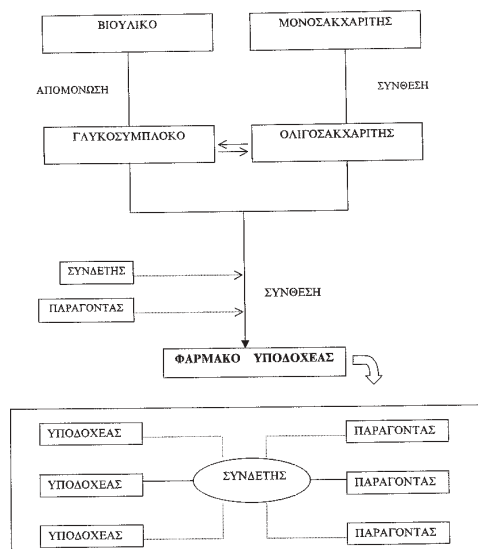 ΒΙΟΥΛΙΚΟ
ΜΟΝΟΣΑΚΧΑΡΙΤΗΣ
ΑΠΟΜΟΝΩΣΗ
ΣΥΝΘΕΣΗ
ΓΛΥΚΟΣΥΜΠΛΟΚΟ
ΟΛΙΓΟΣΑΚΧΑΡΙΤΗΣ
ΣΥΝΔΕΤΗΣ
ΣΥΝΘΕΣΗ
ΠΑΡΑΓΟΝΤΑΣ
ΦΑΡΜΑΚΟ ΥΠΟΔΟΧΕΑΣ
ΥΠΟΔΟΧΕΑΣ
ΠΑΡΑΓΟΝΤΑΣ
ΥΠΟΔΟΧΕΑΣ
ΣΥΝΔΕΤΗΣ
ΠΑΡΑΓΟΝΤΑΣ
ΥΠΟΔΟΧΕΑΣ
ΠΑΡΑΓΟΝΤΑΣ